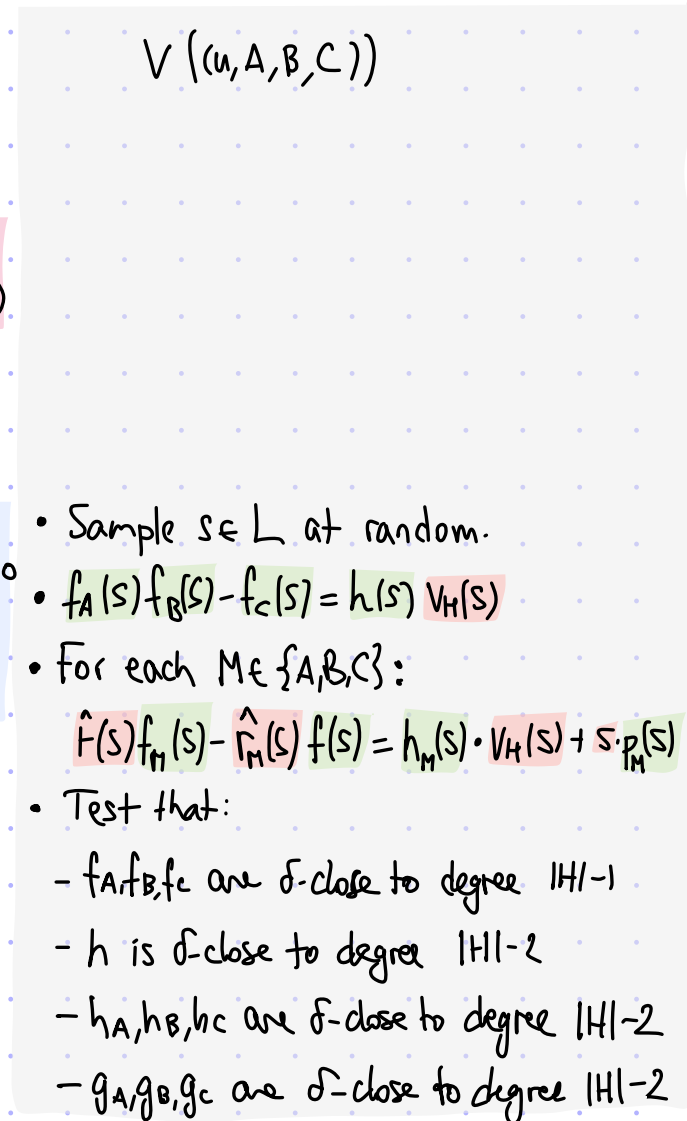 V ((u,A,B,C))
)
• Sample s∈L at random.
• f_A(s)f_B(s)-f_C(s)=h(s) V_H(s)
• For each M∈{A,B,C}:
r̂(s)f_M(s)-r̂_M(s) f(s)=h_M(s)·V_H(s)+s·p_M(s)
• Test that:
- f_A,f_B,f_C are δ-close to degree |H|-1
- h is δ-close to degree |H|-2
- h_A,h_B,h_C are δ-close to degree |H|-2
- g_A,g_B,g_C are δ-close to degree |H|-2